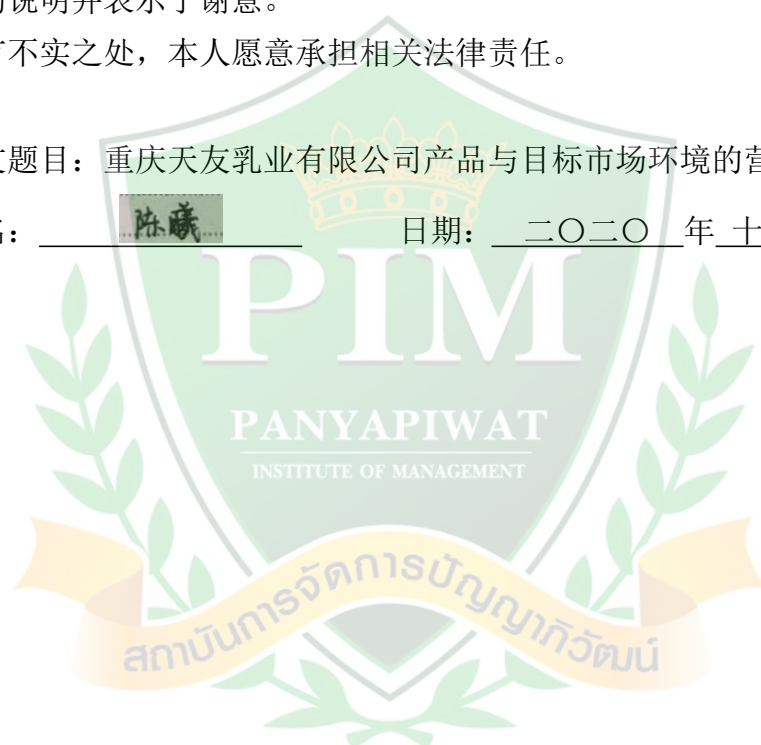 的说明并表示了谢意。
不实之处，本人愿意承担相关法律责任。
题目：重庆天友乳业有限公司产品与目标市场环境的营
名： 陈曦 日期： 二〇二〇 年 十
PIM
PANYAPIWAT
INSTITUTE OF MANAGEMENT
สถาบันการจัดการปัญญาภิวัฒน์